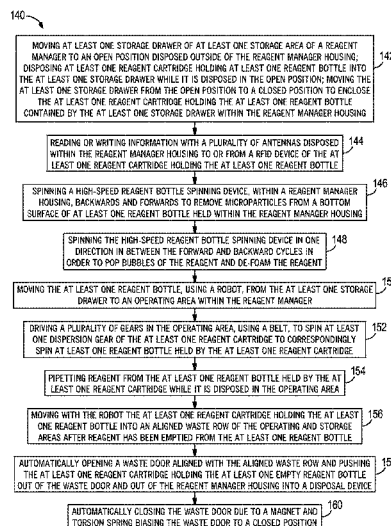 140
MOVING AT LEAST ONE STORAGE DRAWER OF AT LEAST ONE STORAGE AREA OF A REAGENT
MANAGER TO AN OPEN POSITION DISPOSED OUTSIDE OF THE REAGENT MANAGER HOUSING;
DISPOSING AT LEAST ONE REAGENT CARTRIDGE HOLDING AT LEAST ONE REAGENT BOTTLE INTO
THE AT LEAST ONE STORAGE DRAWER WHILE IT IS DISPOSED IN THE OPEN POSITION; MOVING THE
AT LEAST ONE STORAGE DRAWER FROM THE OPEN POSITION TO A CLOSED POSITION TO ENCLOSE
THE AT LEAST ONE REAGENT CARTRIDGE HOLDING THE AT LEAST ONE REAGENT BOTTLE
CONTAINED BY THE AT LEAST ONE STORAGE DRAWER WITHIN THE REAGENT MANAGER HOUSING
142
READING OR WRITING INFORMATION WITH A PLURALITY OF ANTENNAS DISPOSED
WITHIN THE REAGENT MANAGER HOUSING TO OR FROM A RFID DEVICE OF THE AT
LEAST ONE REAGENT CARTRIDGE HOLDING THE AT LEAST ONE REAGENT BOTTLE
144
SPINNING A HIGH-SPEED REAGENT BOTTLE SPINNING DEVICE, WITHIN A REAGENT MANAGER
HOUSING, BACKWARDS AND FORWARDS TO REMOVE MICROPARTICLES FROM A BOTTOM
SURFACE OF AT LEAST ONE REAGENT BOTTLE HELD WITHIN THE REAGENT MANAGER HOUSING
146
SPINNING THE HIGH-SPEED REAGENT BOTTLE SPINNING DEVICE IN ONE
DIRECTION IN BETWEEN THE FORWARD AND BACKWARD CYCLES IN
ORDER TO POP BUBBLES OF THE REAGENT AND DE-FOAM THE REAGENT
148
MOVING THE AT LEAST ONE REAGENT BOTTLE, USING A ROBOT, FROM THE AT LEAST ONE STORAGE
DRAWER TO AN OPERATING AREA WITHIN THE REAGENT MANAGER
DRIVING A PLURALITY OF GEARS IN THE OPERATING AREA, USING A BELT, TO SPIN AT LEAST
ONE DISPERSION GEAR OF THE AT LEAST ONE REAGENT CARTRIDGE TO CORRESPONDINGLY
SPIN AT LEAST ONE REAGENT BOTTLE HELD BY THE AT LEAST ONE REAGENT CARTRIDGE
152
PIPETTING REAGENT FROM THE AT LEAST ONE REAGENT BOTTLE HELD BY THE AT
LEAST ONE REAGENT CARTRIDGE WHILE IT IS DISPOSED IN THE OPERATING AREA
154
MOVING WITH THE ROBOT THE AT LEAST ONE REAGENT CARTRIDGE HOLDING THE AT LEAST
ONE REAGENT BOTTLE INTO AN ALIGNED WASTE ROW OF THE OPERATING AND STORAGE
AREAS AFTER REAGENT HAS BEEN EMPTIED FROM THE AT LEAST ONE REAGENT BOTTLE
156
AUTOMATICALLY OPENING A WASTE DOOR ALIGNED WITH THE ALIGNED WASTE ROW AND PUSHING
THE AT LEAST ONE REAGENT CARTRIDGE HOLDING THE AT LEAST ONE EMPTY REAGENT BOTTLE
OUT OF THE WASTE DOOR AND OUT OF THE REAGENT MANAGER HOUSING INTO A DISPOSAL DEVICE
AUTOMATICALLY CLOSING THE WASTE DOOR DUE TO A MAGNET AND
TORSION SPRING BIASING THE WASTE DOOR TO A CLOSED POSITION
160